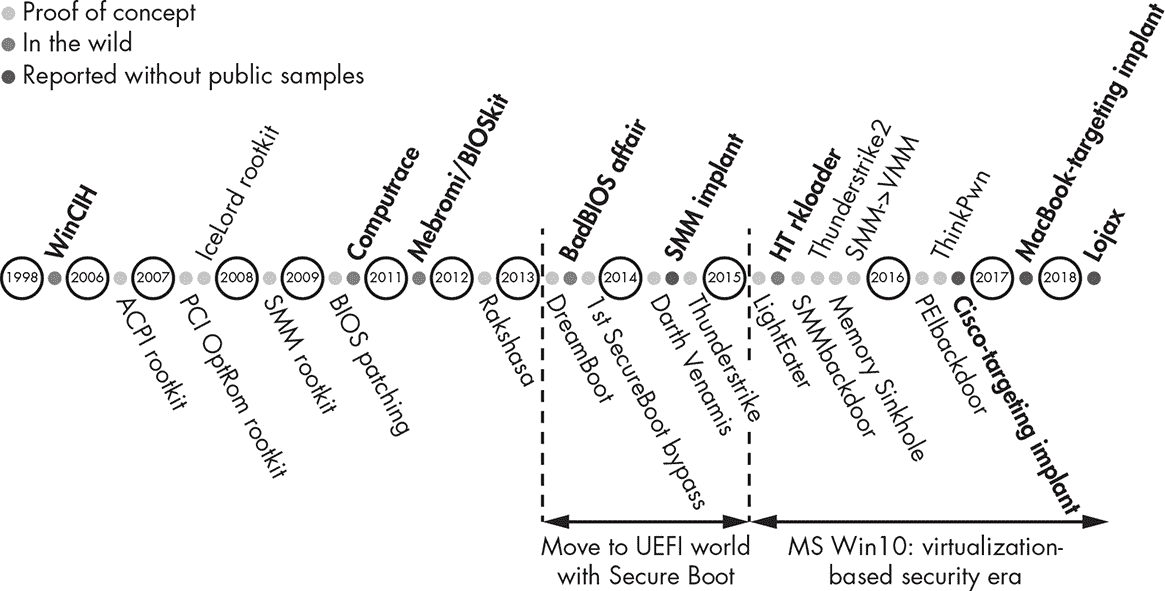 Proof of concept
In the wild
Reported without public samples
WinCIH
IceLord rootkit
Computrace
Mebromi/BIOSkit
BadBIOS affair
SMM implant
HT rkloader
Thunderstrike2
SMM->VMM
ThinkPwn
MacBook-targeting implant
Lojax
1998
2006
2007
2008
2009
2011
2012
2013
2014
2015
2016
2017
2018
ACPI rootkit
PCI OptRom rootkit
SMM rootkit
BIOS patching
Rakshasa
DreamBoot
1st SecureBoot bypass
Darth Venamis
Thunderstrike
LightEater
SMMbackdoor
Memory Sinkhole
PEIbackdoor
Cisco-targeting implant
Move to UEFI world
with Secure Boot
MS Win10: virtualization-
based security era